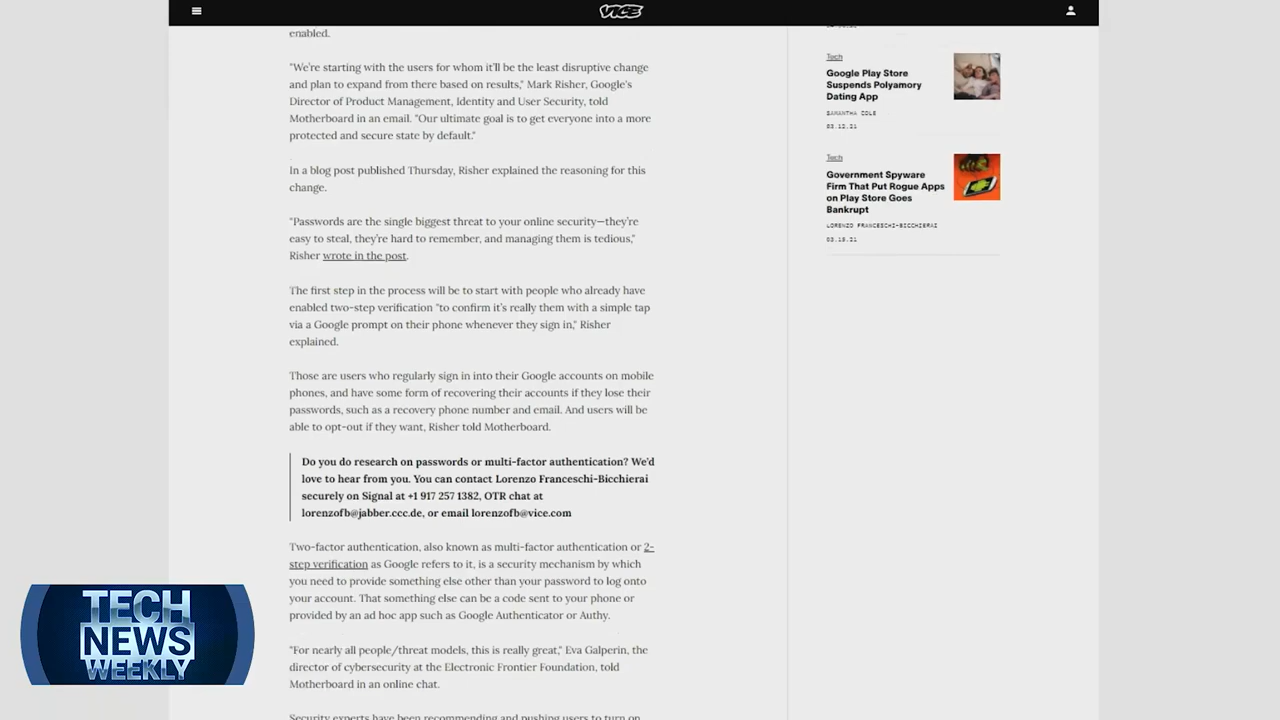 VICE
enabled.
"We're starting with the users for whom it'll be the least disruptive change
and plan to expand from there based on results," Mark Risher, Google's
Director of Product Management, Identity and User Security, told
Motherboard in an email. "Our ultimate goal is to get everyone into a more
protected and secure state by default."
In a blog post published Thursday, Risher explained the reasoning for this
change.
"Passwords are the single biggest threat to your online security—they're
easy to steal, they're hard to remember, and managing them is tedious,"
Risher wrote in the post.
The first step in the process will be to start with people who already have
enabled two-step verification "to confirm it's really them with a simple tap
via a Google prompt on their phone whenever they sign in," Risher
explained.
Those are users who regularly sign in into their Google accounts on mobile
phones, and have some form of recovering their accounts if they lose their
passwords, such as a recovery phone number and email. And users will be
able to opt-out if they want, Risher told Motherboard.
Do you do research on passwords or multi-factor authentication? We'd
love to hear from you. You can contact Lorenzo Franceschi-Bicchierai
securely on Signal at +1 917 257 1382, OTR chat at
lorenzofb@jabber.ccc.de, or email lorenzofb@vice.com
Two-factor authentication, also known as multi-factor authentication or 2-
step verification as Google refers to it, is a security mechanism by which
you need to provide something else other than your password to log onto
your account. That something else can be a code sent to your phone or
provided by an ad hoc app such as Google Authenticator or Authy.
"For nearly all people/threat models, this is really great," Eva Galperin, the
director of cybersecurity at the Electronic Frontier Foundation, told
Motherboard in an online chat.
Security experts have been recommending and pushing users to turn on
Tech
Google Play Store
Suspends Polyamory
Dating App
SAMANTHA COLE
03.12.21
Tech
Government Spyware
Firm That Put Rogue Apps
on Play Store Goes
Bankrupt
LORENZO FRANCESCHI-BICCHIERAI
TECH
NEWS
WEEKLY